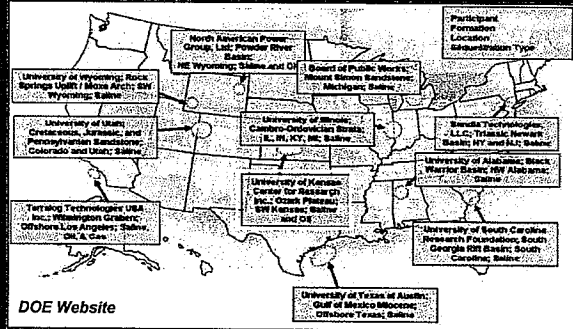 Participant
Formation
Location
Sequestration Type
North American Power
Group, Ltd; Powder River
Basin;
NE Wyoming; Saline and Oil
Board of Public Works;
Mount Simon Sandstone;
Michigan; Saline
University of Wyoming; Rock
Springs Uplift / Moxa Arch; SW
Wyoming; Saline
University of Utah;
Cretaceous, Jurassic, and
Pennsylvanian Sandstone;
Colorado and Utah; Saline
University of Illinois;
Cambro-Ordovician Strata;
IL, IN, KY, MI; Saline
Sandia Technologies,
L.L.C; Triassic Newark
Basin; NY and NJ; Saline
University of Alabama; Black
Warrior Basin; NW Alabama;
Saline
University of Kansas
Center for Research
Inc.; Ozark Plateau;
SW Kansas; Saline
and Oil
Terralog Technologies USA
Inc.; Wilmington Graben;
Offshore Los Angeles; Saline,
Oil, & Gas
University of South Carolina
Research Foundation; South
Georgia Rift Basin; South
Carolina; Saline
University of Texas at Austin;
Gulf of Mexico Miocene;
Offshore Texas; Saline
DOE Website